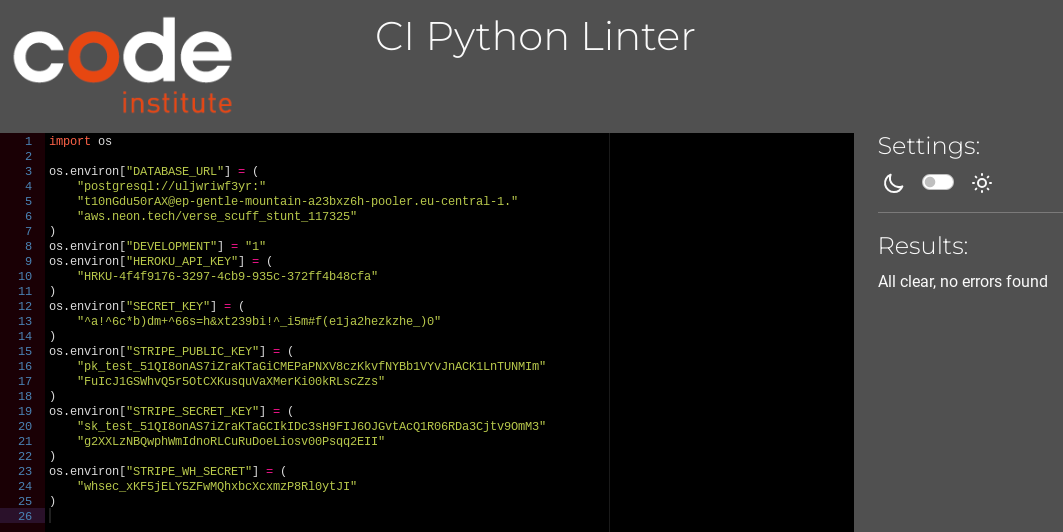 code
institute
CI Python Linter
1 import os
2
3 os.environ["DATABASE_URL"] = (
4 "postgresql://uljwriwf3yr:"
5 "t10nGdu50rAX@ep-gentle-mountain-a23bxz6h-pooler.eu-central-1."
6 "aws.neon.tech/verse_scuff_stunt_117325"
7 )
8 os.environ["DEVELOPMENT"] = "1"
9 os.environ["HEROKU_API_KEY"] = (
10 "HRKU-4f4f9176-3297-4cb9-935c-372ff4b48cfa"
11 )
12 os.environ["SECRET_KEY"] = (
13 "^a!^6c*b)dm+^66s=h&xt239bi!^_i5m#f(e1ja2hezkzhe_)0"
14 )
15 os.environ["STRIPE_PUBLIC_KEY"] = (
16 "pk_test_51QI8onAS7iZraKTaGiCMEPaPNXV8czKkvfNYBb1VYvJnACK1LnTUNMIm"
17 "FuIcJ1GSWhvQ5r5OtCXKusquVaXMerKi00kRLscZzs"
18 )
19 os.environ["STRIPE_SECRET_KEY"] = (
20 "sk_test_51QI8onAS7iZraKTaGCIkIDc3sH9FIJ6OJGvtAcQ1R06RDa3Cjtv9OmM3"
21 "g2XXLzNBQwphWmIdnoRLCuRuDoeLiosv00Psqq2EII"
22 )
23 os.environ["STRIPE_WH_SECRET"] = (
24 "whsec_xKF5jELY5ZFwMQhxbcXcxmzP8Rl0ytJI"
25 )
26
Settings:
Results:
All clear, no errors found